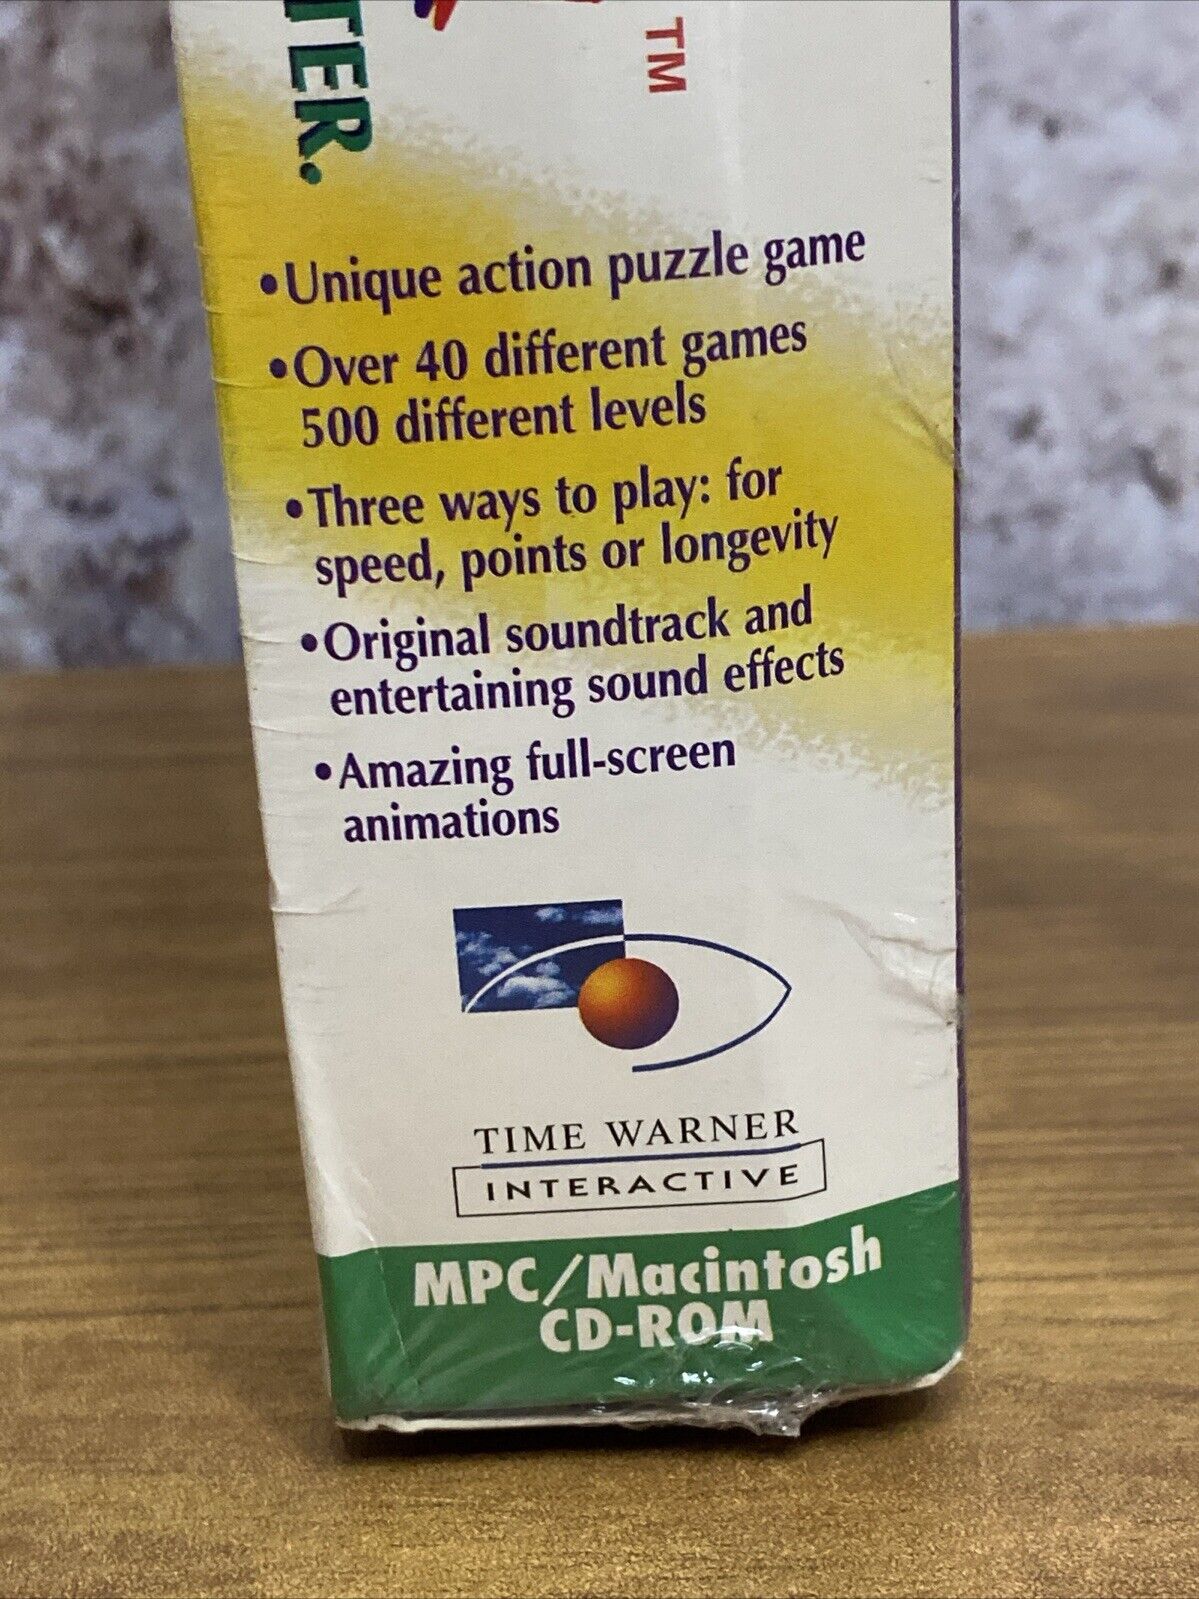 TER.
TM
•Unique action puzzle game
•Over 40 different games
500 different levels
•Three ways to play: for
speed, points or longevity
•Original soundtrack and
entertaining sound effects
•Amazing full-screen
animations
TIME WARNER
INTERACTIVE
MPC/Macintosh
CD-ROM